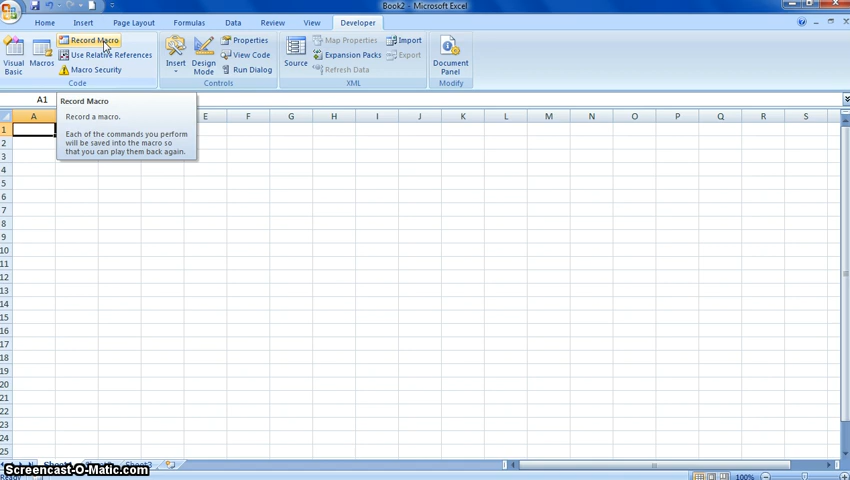 Book2 - Microsoft Excel
Home Insert Page Layout Formulas Data Review View Developer
Visual Basic
Macros
Record Macro
Use Relative References
Macro Security
Code
Insert
Design Mode
Properties
View Code
Run Dialog
Controls
Source
Map Properties
Expansion Packs
Refresh Data
Import
Export
XML
Document Panel
Modify
A1
Record Macro
Record a macro.
Each of the commands you perform
will be saved into the macro so
that you can play them back again.
A E F G H I J K L M N O P Q R S
1
2
3
4
5
6
7
8
9
10
11
12
13
14
15
16
17
18
19
20
21
22
23
24
25
Sheet3
Screencast-O-Matic.com
100%